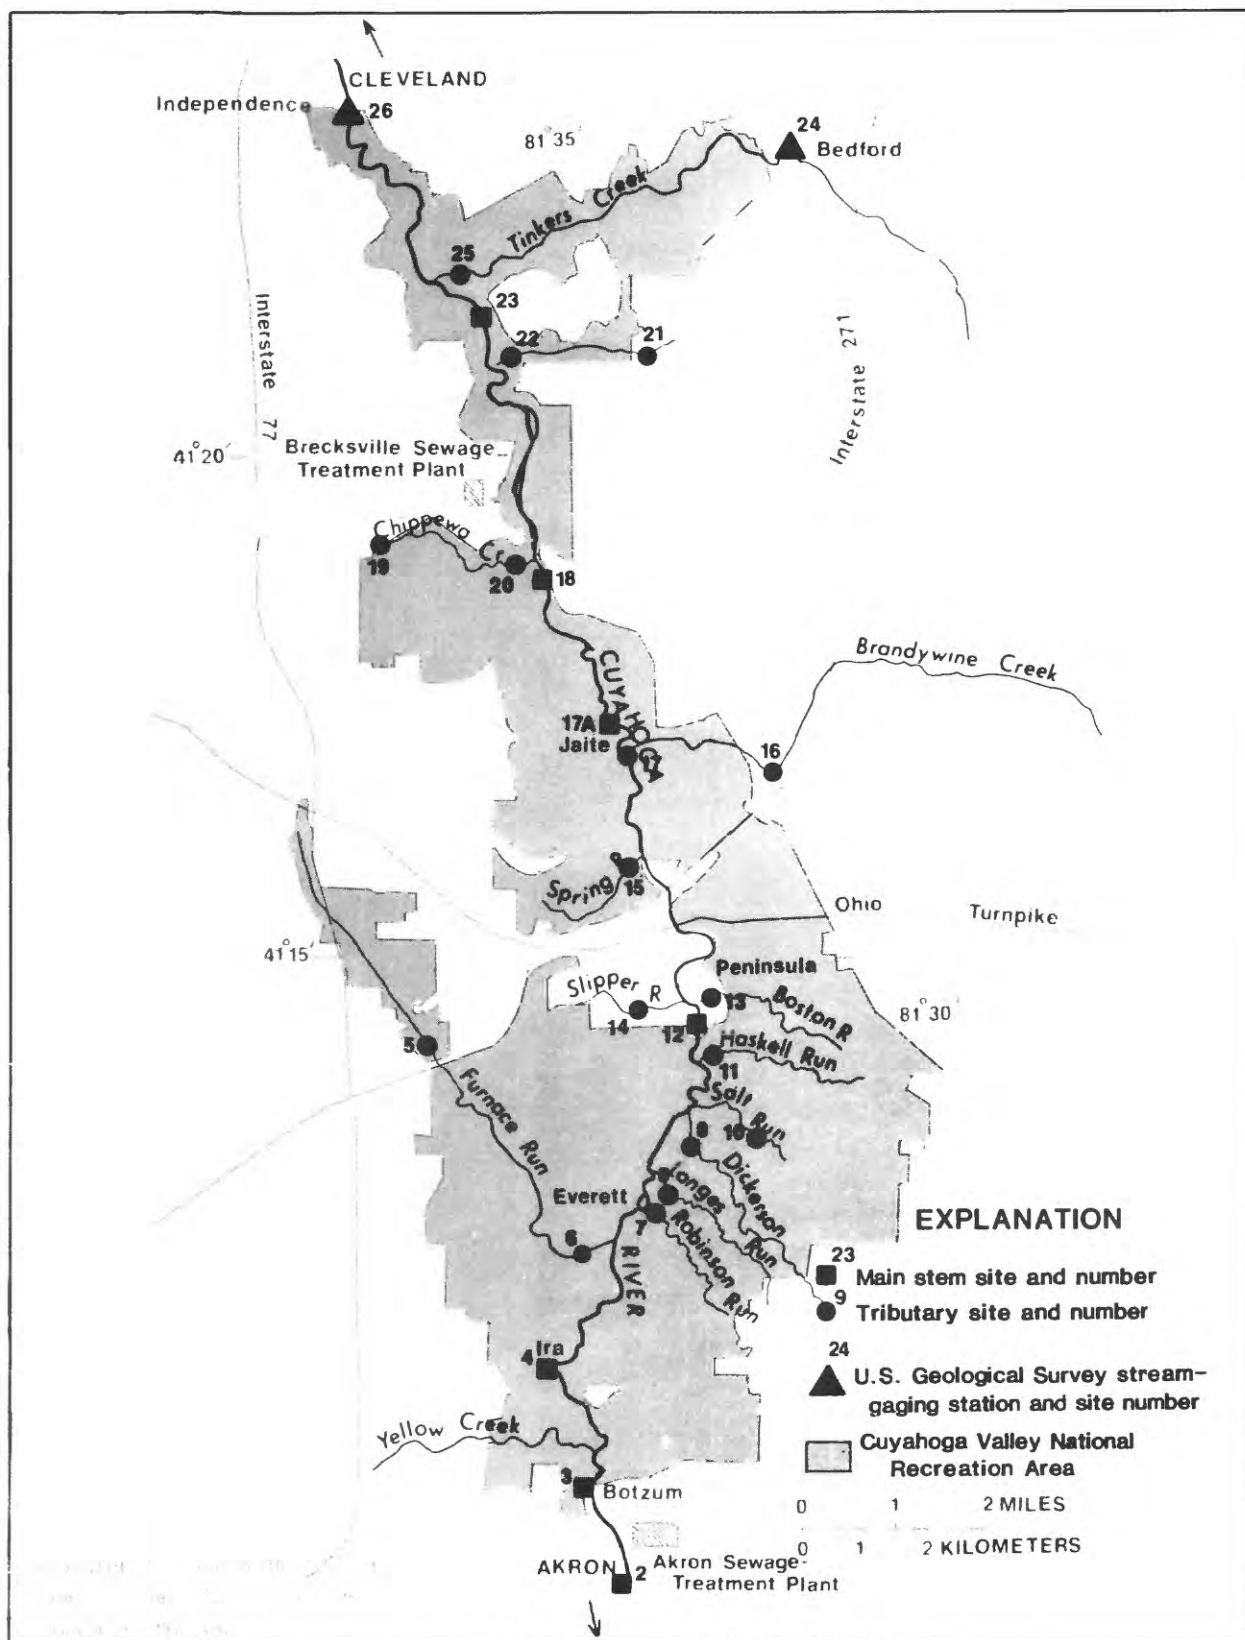 CLEVELAND
Independence
26
81°35'
24
Bedford
Tinkers Creek
25
23
22
21
Interstate 77
Interstate 271
41°20'
Brecksville Sewage-
Treatment Plant
Chippewa Cr
19
20
18
Brandywine Creek
CUYAHOGA
17A
Jaite
17
16
Spring
15
Ohio Turnpike
41°15'
Peninsula
Slipper R
13
Boston R
81°30'
14
12
Haskell Run
5
11
Furnace Run
Salt Run
8
10
Dickerson
Everett
Langes Run
7
Robinson Run
6
RIVER
EXPLANATION
23
Main stem site and number
9
Tributary site and number
Ira
4
24
U.S. Geological Survey stream-
gaging station and site number
Yellow Creek
Cuyahoga Valley National
Recreation Area
3
Botzum
0 1 2 MILES
0 1 2 KILOMETERS
AKRON
2
Akron Sewage-
Treatment Plant